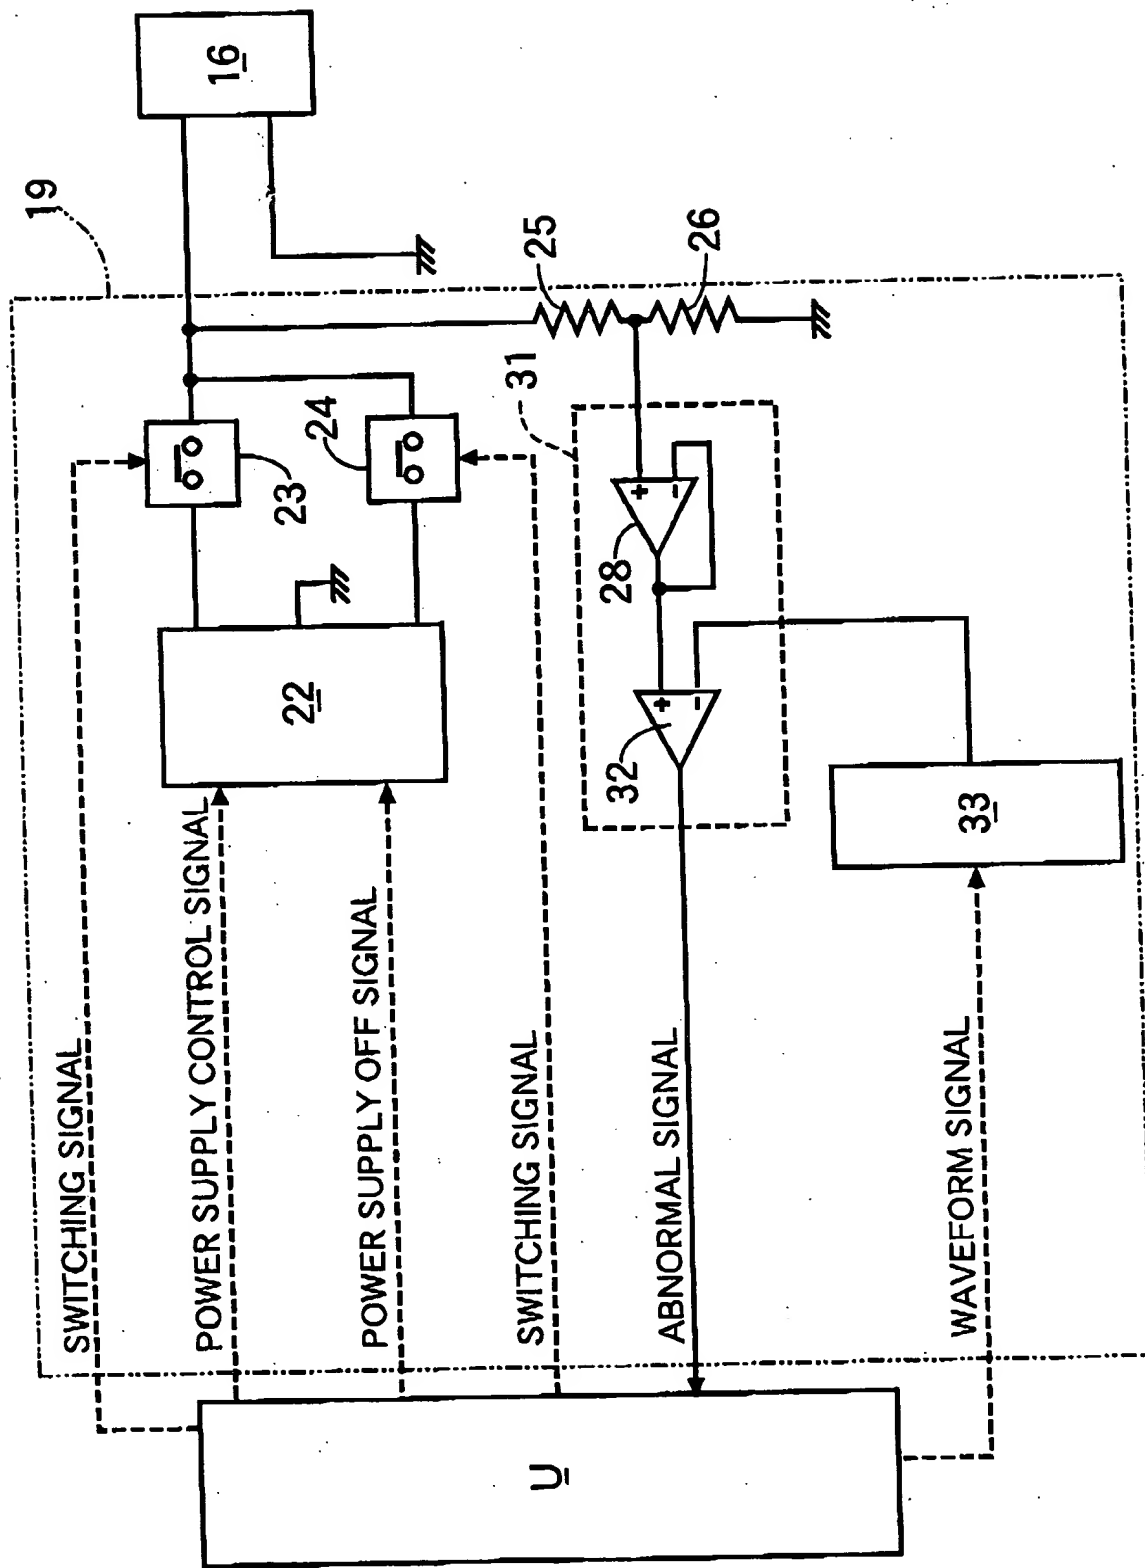 19
16
SWITCHING SIGNAL
23
24
25
26
POWER SUPPLY CONTROL SIGNAL
22
POWER SUPPLY OFF SIGNAL
31
SWITCHING SIGNAL
+
-
28
+
-
32
ABNORMAL SIGNAL
33
WAVEFORM SIGNAL
U